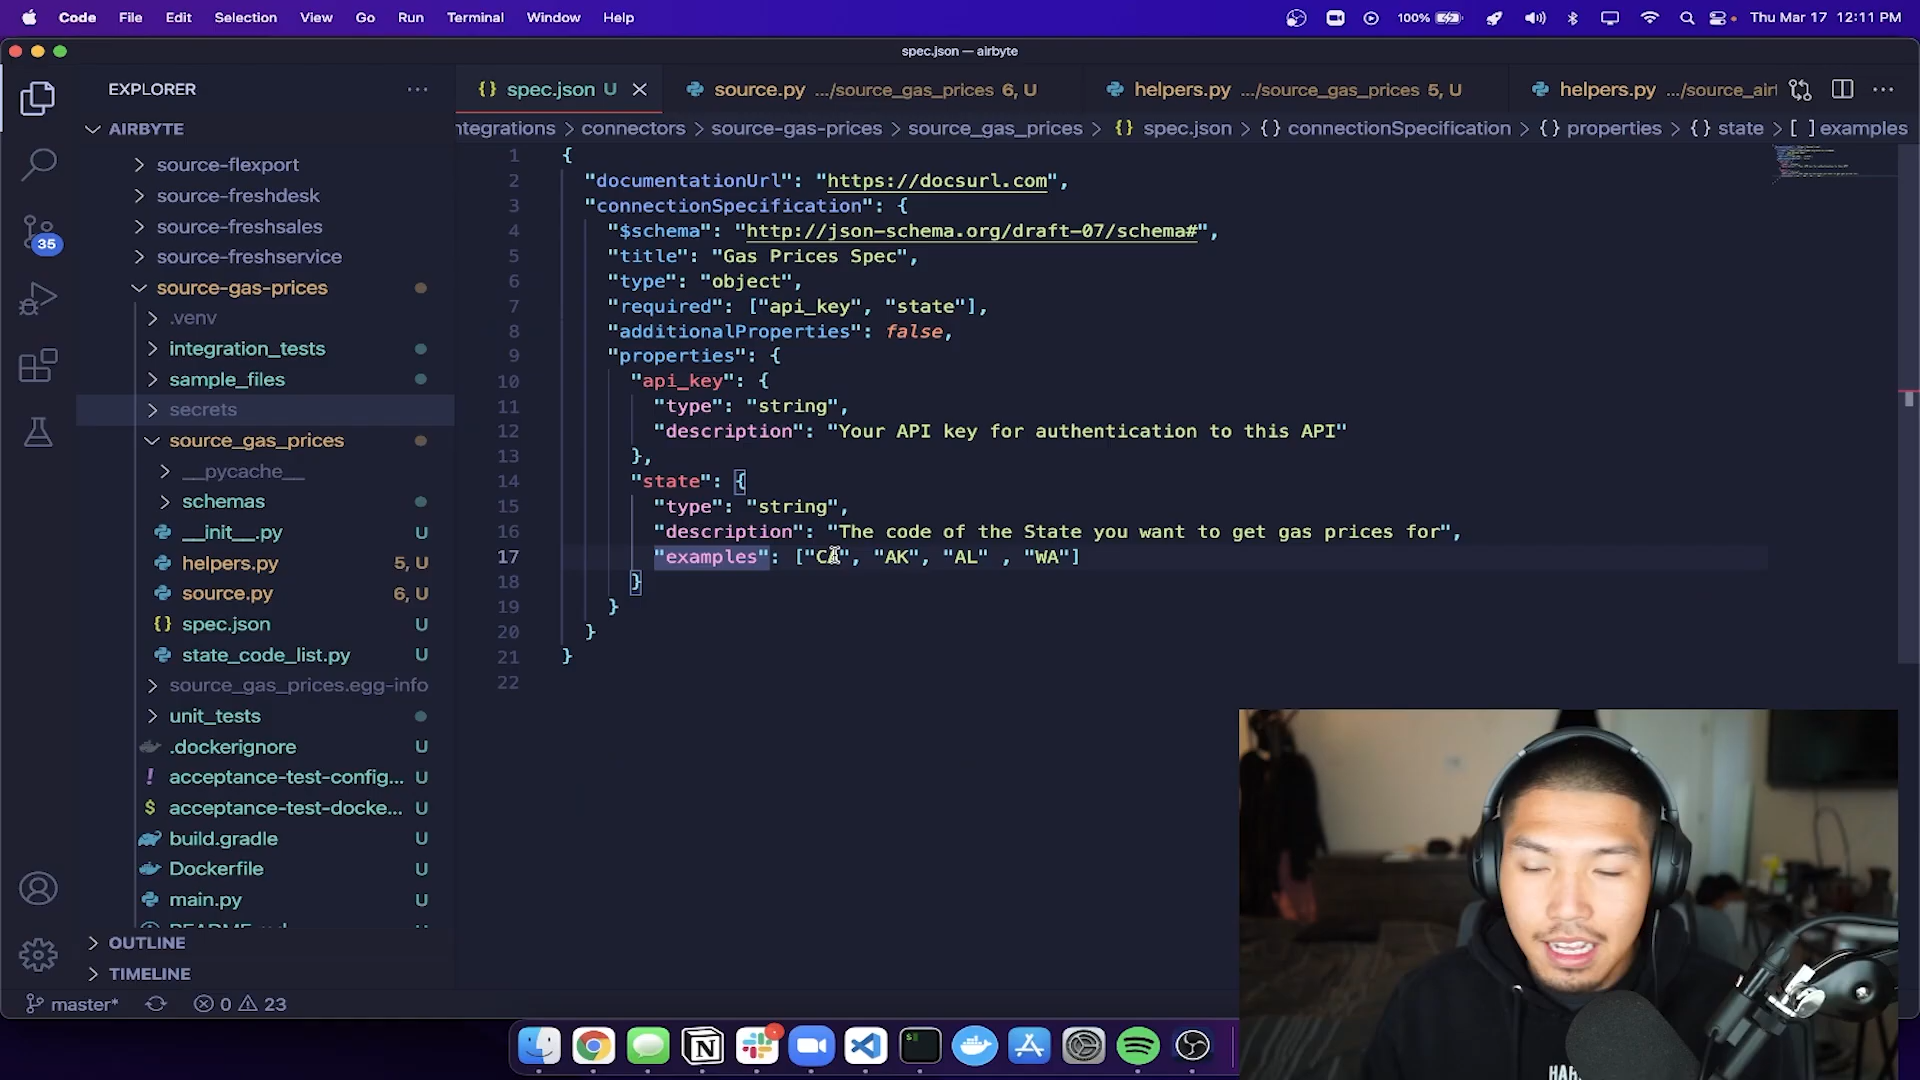 Code File Edit Selection View Go Run Terminal Window Help 100% Thu Mar 17 12:11 PM
spec.json — airbyte
EXPLORER
AIRBYTE
source-flexport
source-freshdesk
source-freshsales
source-freshservice
source-gas-prices
.venv
integration_tests
sample_files
secrets
source_gas_prices
__pycache__
schemas
__init__.py U
helpers.py 5, U
source.py 6, U
spec.json U
state_code_list.py U
source_gas_prices.egg-info
unit_tests
.dockerignore U
acceptance-test-config... U
acceptance-test-docke... U
build.gradle U
Dockerfile U
main.py U
OUTLINE
TIMELINE
35
master* 0 23
{} spec.json U source.py .../source_gas_prices 6, U helpers.py .../source_gas_prices 5, U helpers.py .../source_airl
ntegrations > connectors > source-gas-prices > source_gas_prices > {} spec.json > {} connectionSpecification > {} properties > {} state > [ ] examples
1 {
2 "documentationUrl": "https://docsurl.com",
3 "connectionSpecification": {
4 "$schema": "http://json-schema.org/draft-07/schema#",
5 "title": "Gas Prices Spec",
6 "type": "object",
7 "required": ["api_key", "state"],
8 "additionalProperties": false,
9 "properties": {
10 "api_key": {
11 "type": "string",
12 "description": "Your API key for authentication to this API"
13 },
14 "state": {
15 "type": "string",
16 "description": "The code of the State you want to get gas prices for",
17 "examples": ["CA", "AK", "AL" , "WA"]
18 }
19 }
20 }
21 }
22